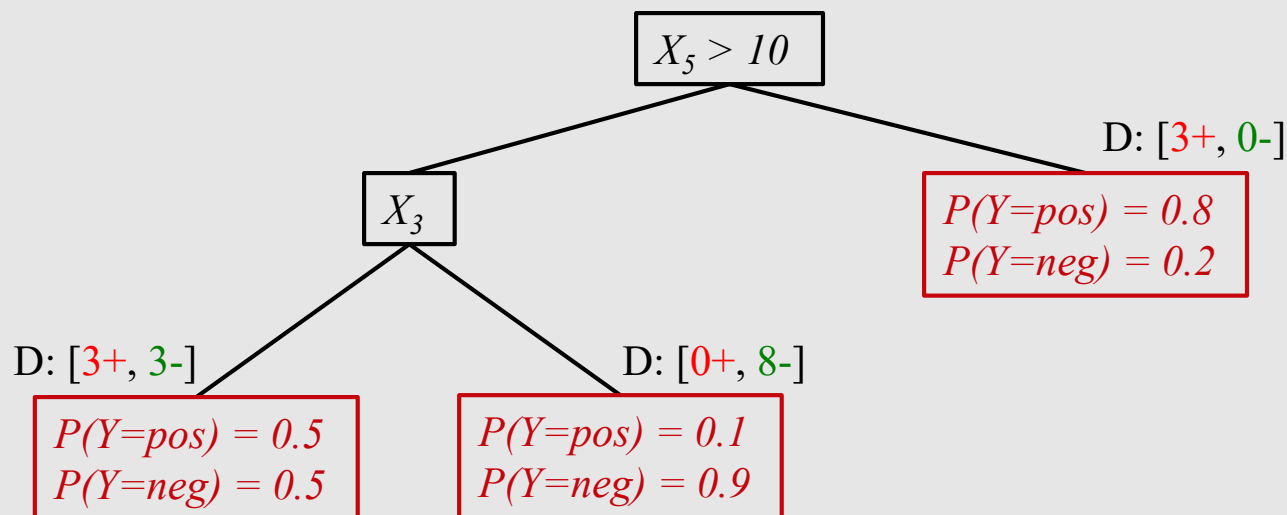 X₅ > 10
D: [3+, 0-]
X₃
P(Y=pos) = 0.8
P(Y=neg) = 0.2
D: [3+, 3-]
D: [0+, 8-]
P(Y=pos) = 0.5
P(Y=neg) = 0.5
P(Y=pos) = 0.1
P(Y=neg) = 0.9